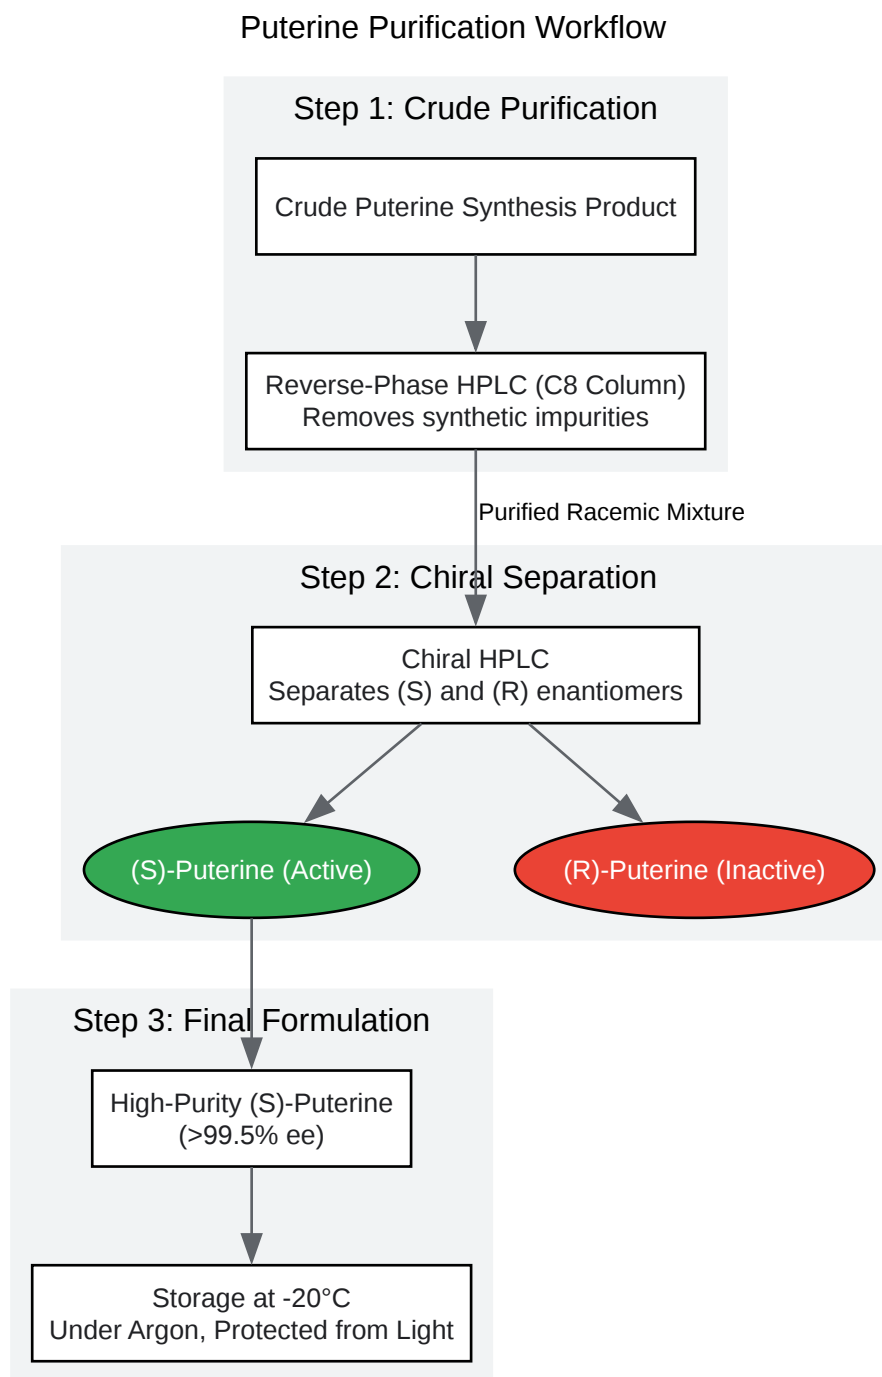 Puterine Purification Workflow
Step 1: Crude Purification
Crude Puterine Synthesis Product
Reverse-Phase HPLC (C8 Column)
Removes synthetic impurities
Purified Racemic Mixture
Step 2: Chiral Separation
Chiral HPLC
Separates (S) and (R) enantiomers
(S)-Puterine (Active)
(R)-Puterine (Inactive)
Step 3: Final Formulation
High-Purity (S)-Puterine
(>99.5% ee)
Storage at -20°C
Under Argon, Protected from Light